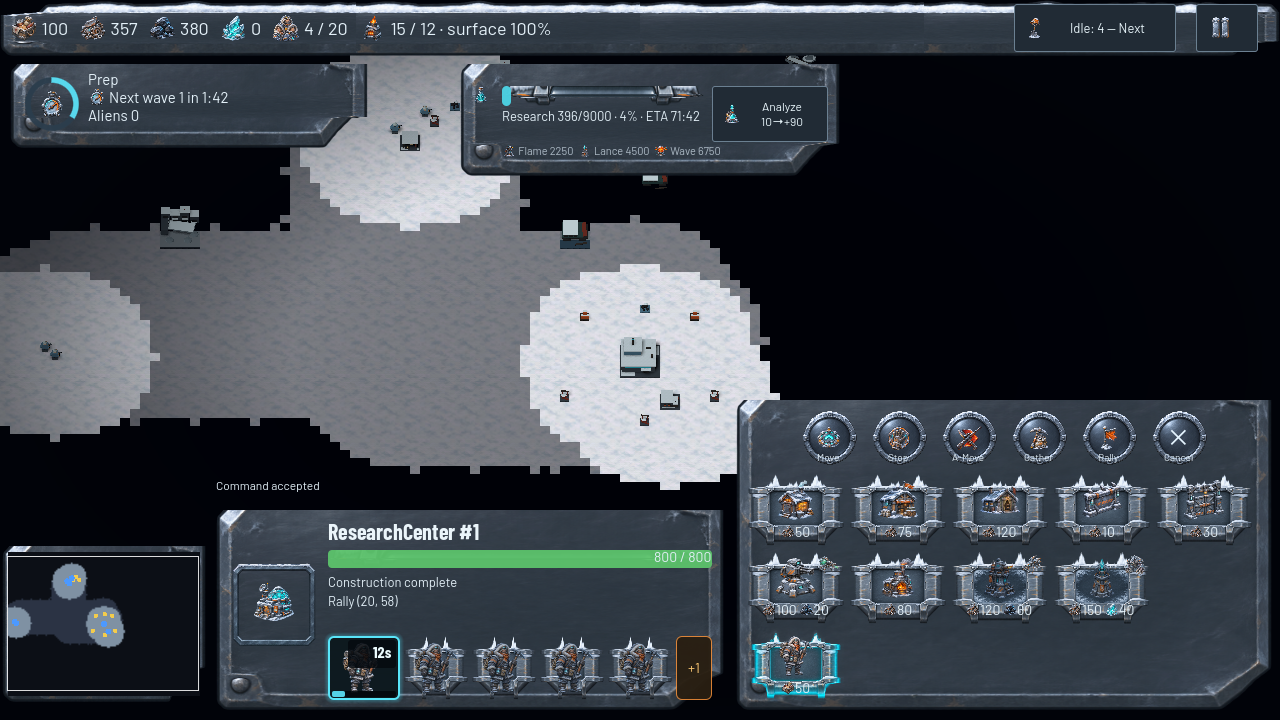 100 357 380 0 4 / 20 15 / 12 · surface 100%
Idle: 4 — Next
Prep
Next wave 1 in 1:42
Aliens 0
Research 396/9000 · 4% · ETA 71:42
Flame 2250 Lance 4500 Wave 6750
Analyze
10→+90
Move Stop A-Move Gather Rally Cancel
60 75 120 10 30
100 20 80 120 80 150 40
50
Command accepted
ResearchCenter #1
800 / 800
Construction complete
Rally (20, 58)
12s
+1